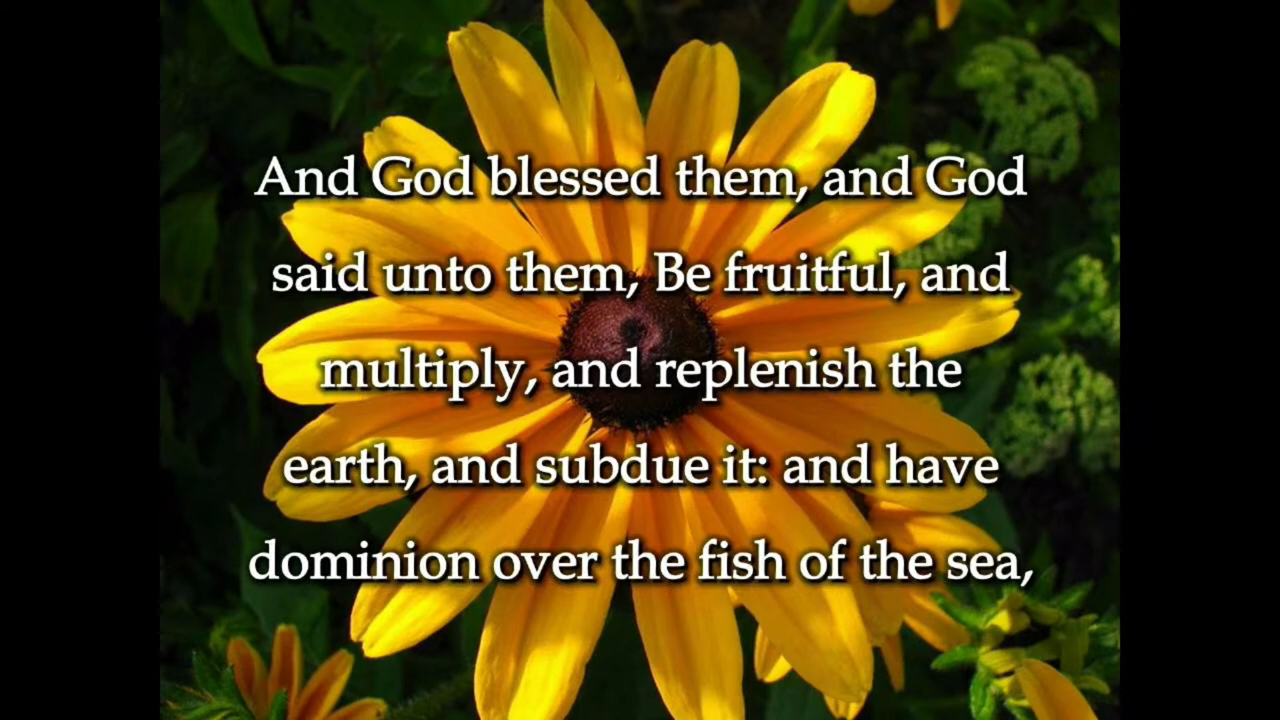 And God blessed them, and God
said unto them, Be fruitful, and
multiply, and replenish the
earth, and subdue it: and have
dominion over the fish of the sea,